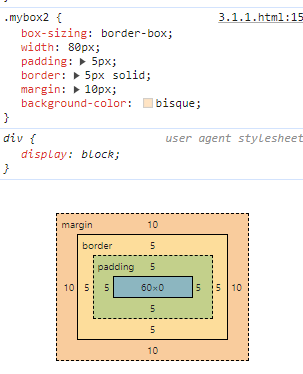 .mybox2 { 3.1.1.html:15
box-sizing: border-box;
width: 80px;
padding: ▶ 5px;
border: ▶ 5px solid;
margin: ▶ 10px;
background-color: bisque;
}
div { user agent stylesheet
display: block;
}
margin 10
border 5
padding 5
10 5 5 60×0 5 5 10
5
5
10